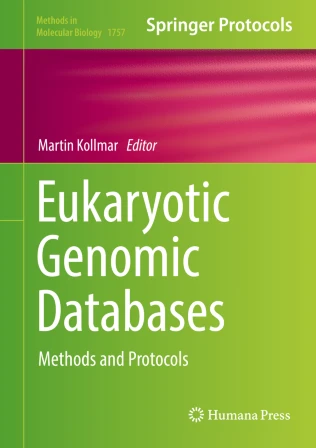 Methods in
Molecular Biology 1757
Springer Protocols
Martin Kollmar Editor
Eukaryotic
Genomic
Databases
Methods and Protocols
Humana Press